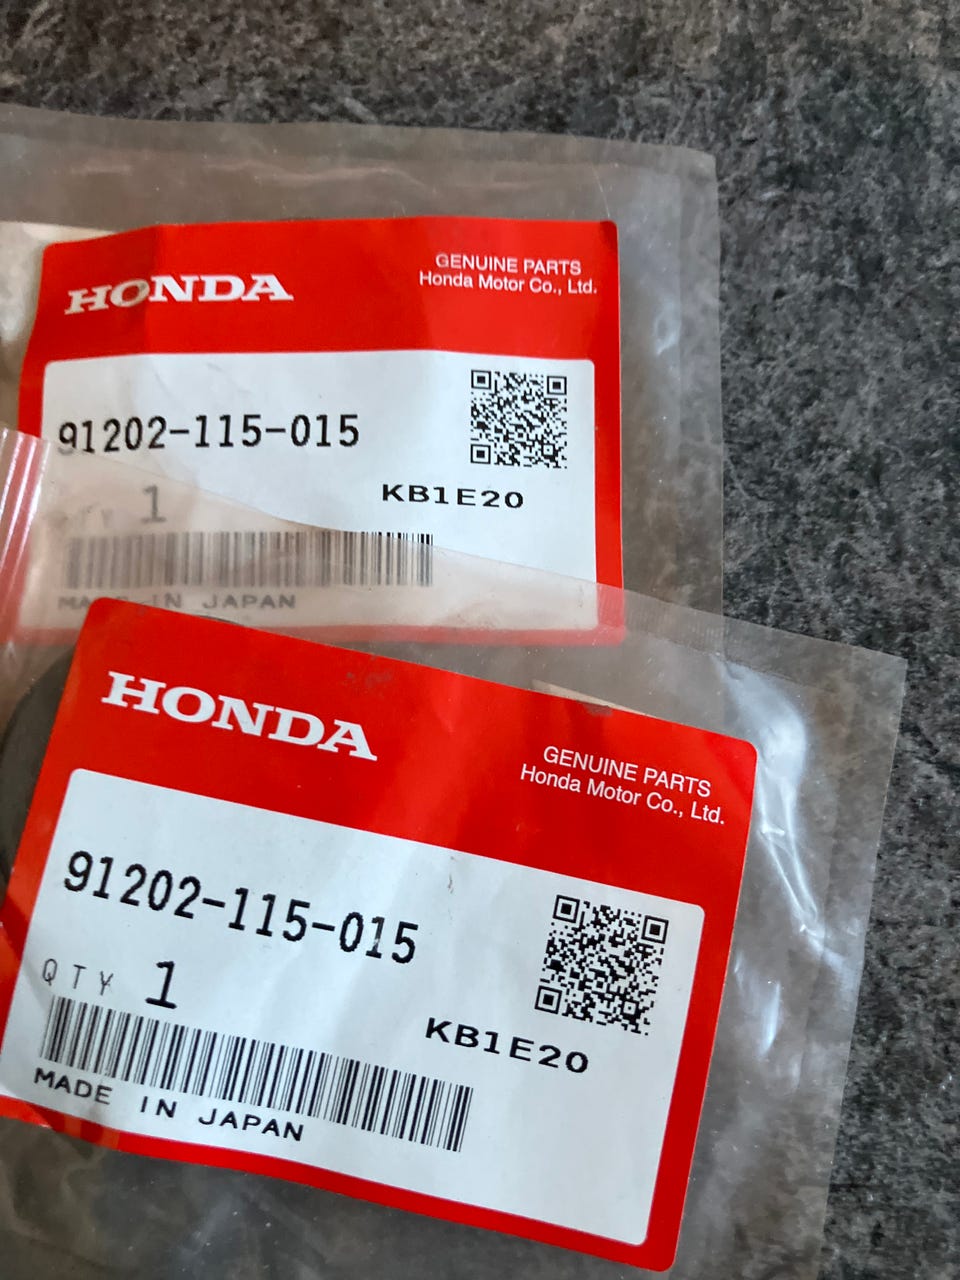 HONDA
GENUINE PARTS
Honda Motor Co., Ltd.
91202-115-015
KB1E20
QTY 1
MADE IN JAPAN
HONDA
GENUINE PARTS
Honda Motor Co., Ltd.
91202-115-015
QTY 1
KB1E20
MADE IN JAPAN